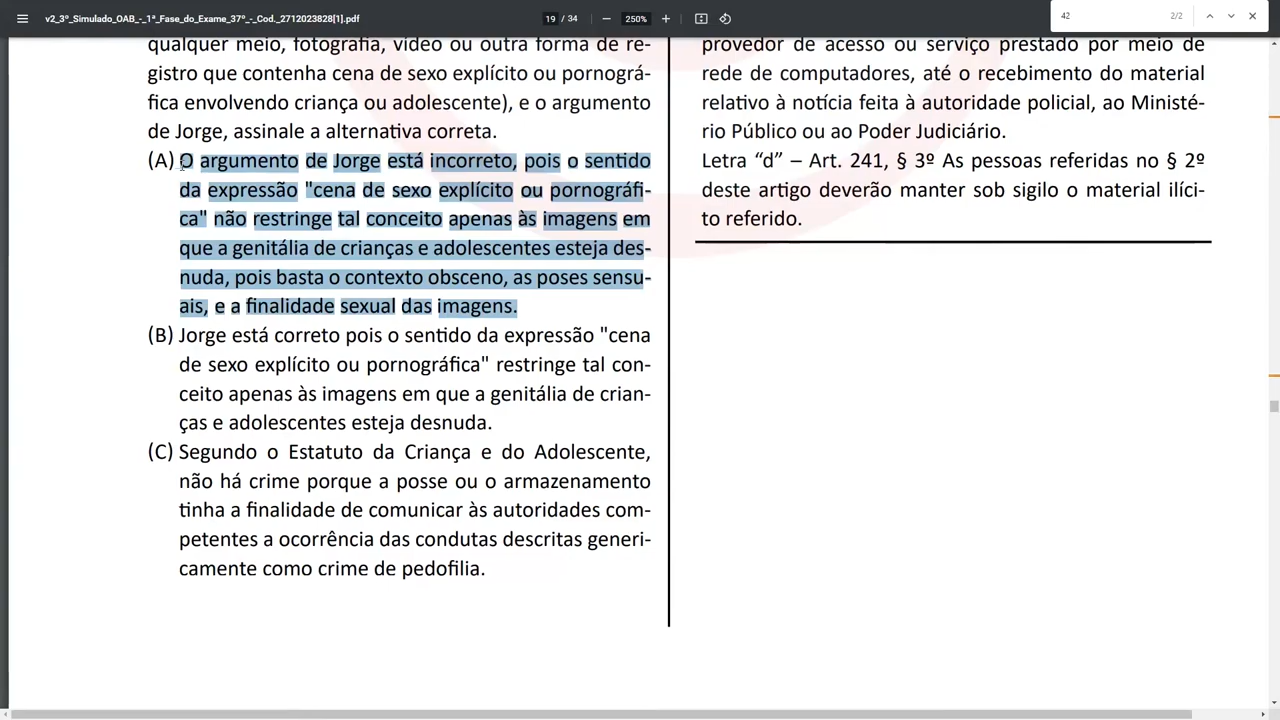 v2_3º_Simulado_OAB_-_1ª_Fase_do_Exame_37º_-_Cod._2712023828[1].pdf
19 / 34
250%
42
2/2
qualquer meio, fotografia, vídeo ou outra forma de re-
gistro que contenha cena de sexo explícito ou pornográ-
fica envolvendo criança ou adolescente), e o argumento
de Jorge, assinale a alternativa correta.
(A) O argumento de Jorge está incorreto, pois o sentido
da expressão "cena de sexo explícito ou pornográfi-
ca" não restringe tal conceito apenas às imagens em
que a genitália de crianças e adolescentes esteja des-
nuda, pois basta o contexto obsceno, as poses sensu-
ais, e a finalidade sexual das imagens.
(B) Jorge está correto pois o sentido da expressão "cena
de sexo explícito ou pornográfica" restringe tal con-
ceito apenas às imagens em que a genitália de crian-
ças e adolescentes esteja desnuda.
(C) Segundo o Estatuto da Criança e do Adolescente,
não há crime porque a posse ou o armazenamento
tinha a finalidade de comunicar às autoridades com-
petentes a ocorrência das condutas descritas generi-
camente como crime de pedofilia.
provedor de acesso ou serviço prestado por meio de
rede de computadores, até o recebimento do material
relativo à notícia feita à autoridade policial, ao Ministé-
rio Público ou ao Poder Judiciário.
Letra “d” – Art. 241, § 3º As pessoas referidas no § 2º
deste artigo deverão manter sob sigilo o material ilíci-
to referido.